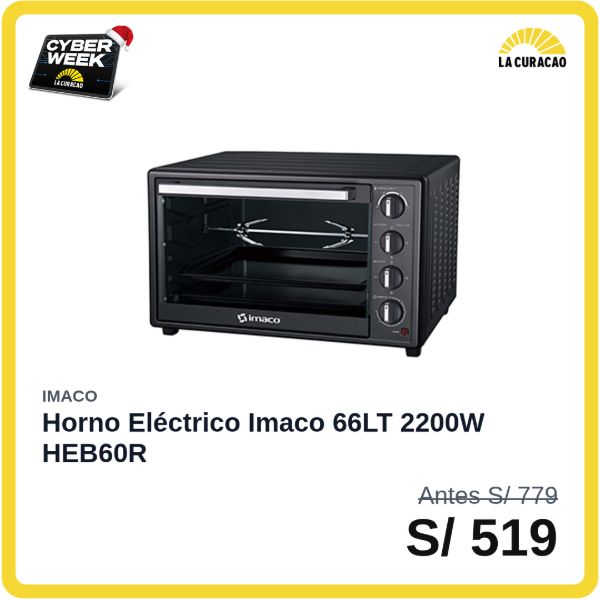 CYBER
WEEK
LA CURACAO
LA CURACAO
imaco
IMACO
Horno Eléctrico Imaco 66LT 2200W
HEB60R
Antes S/ 779
S/ 519